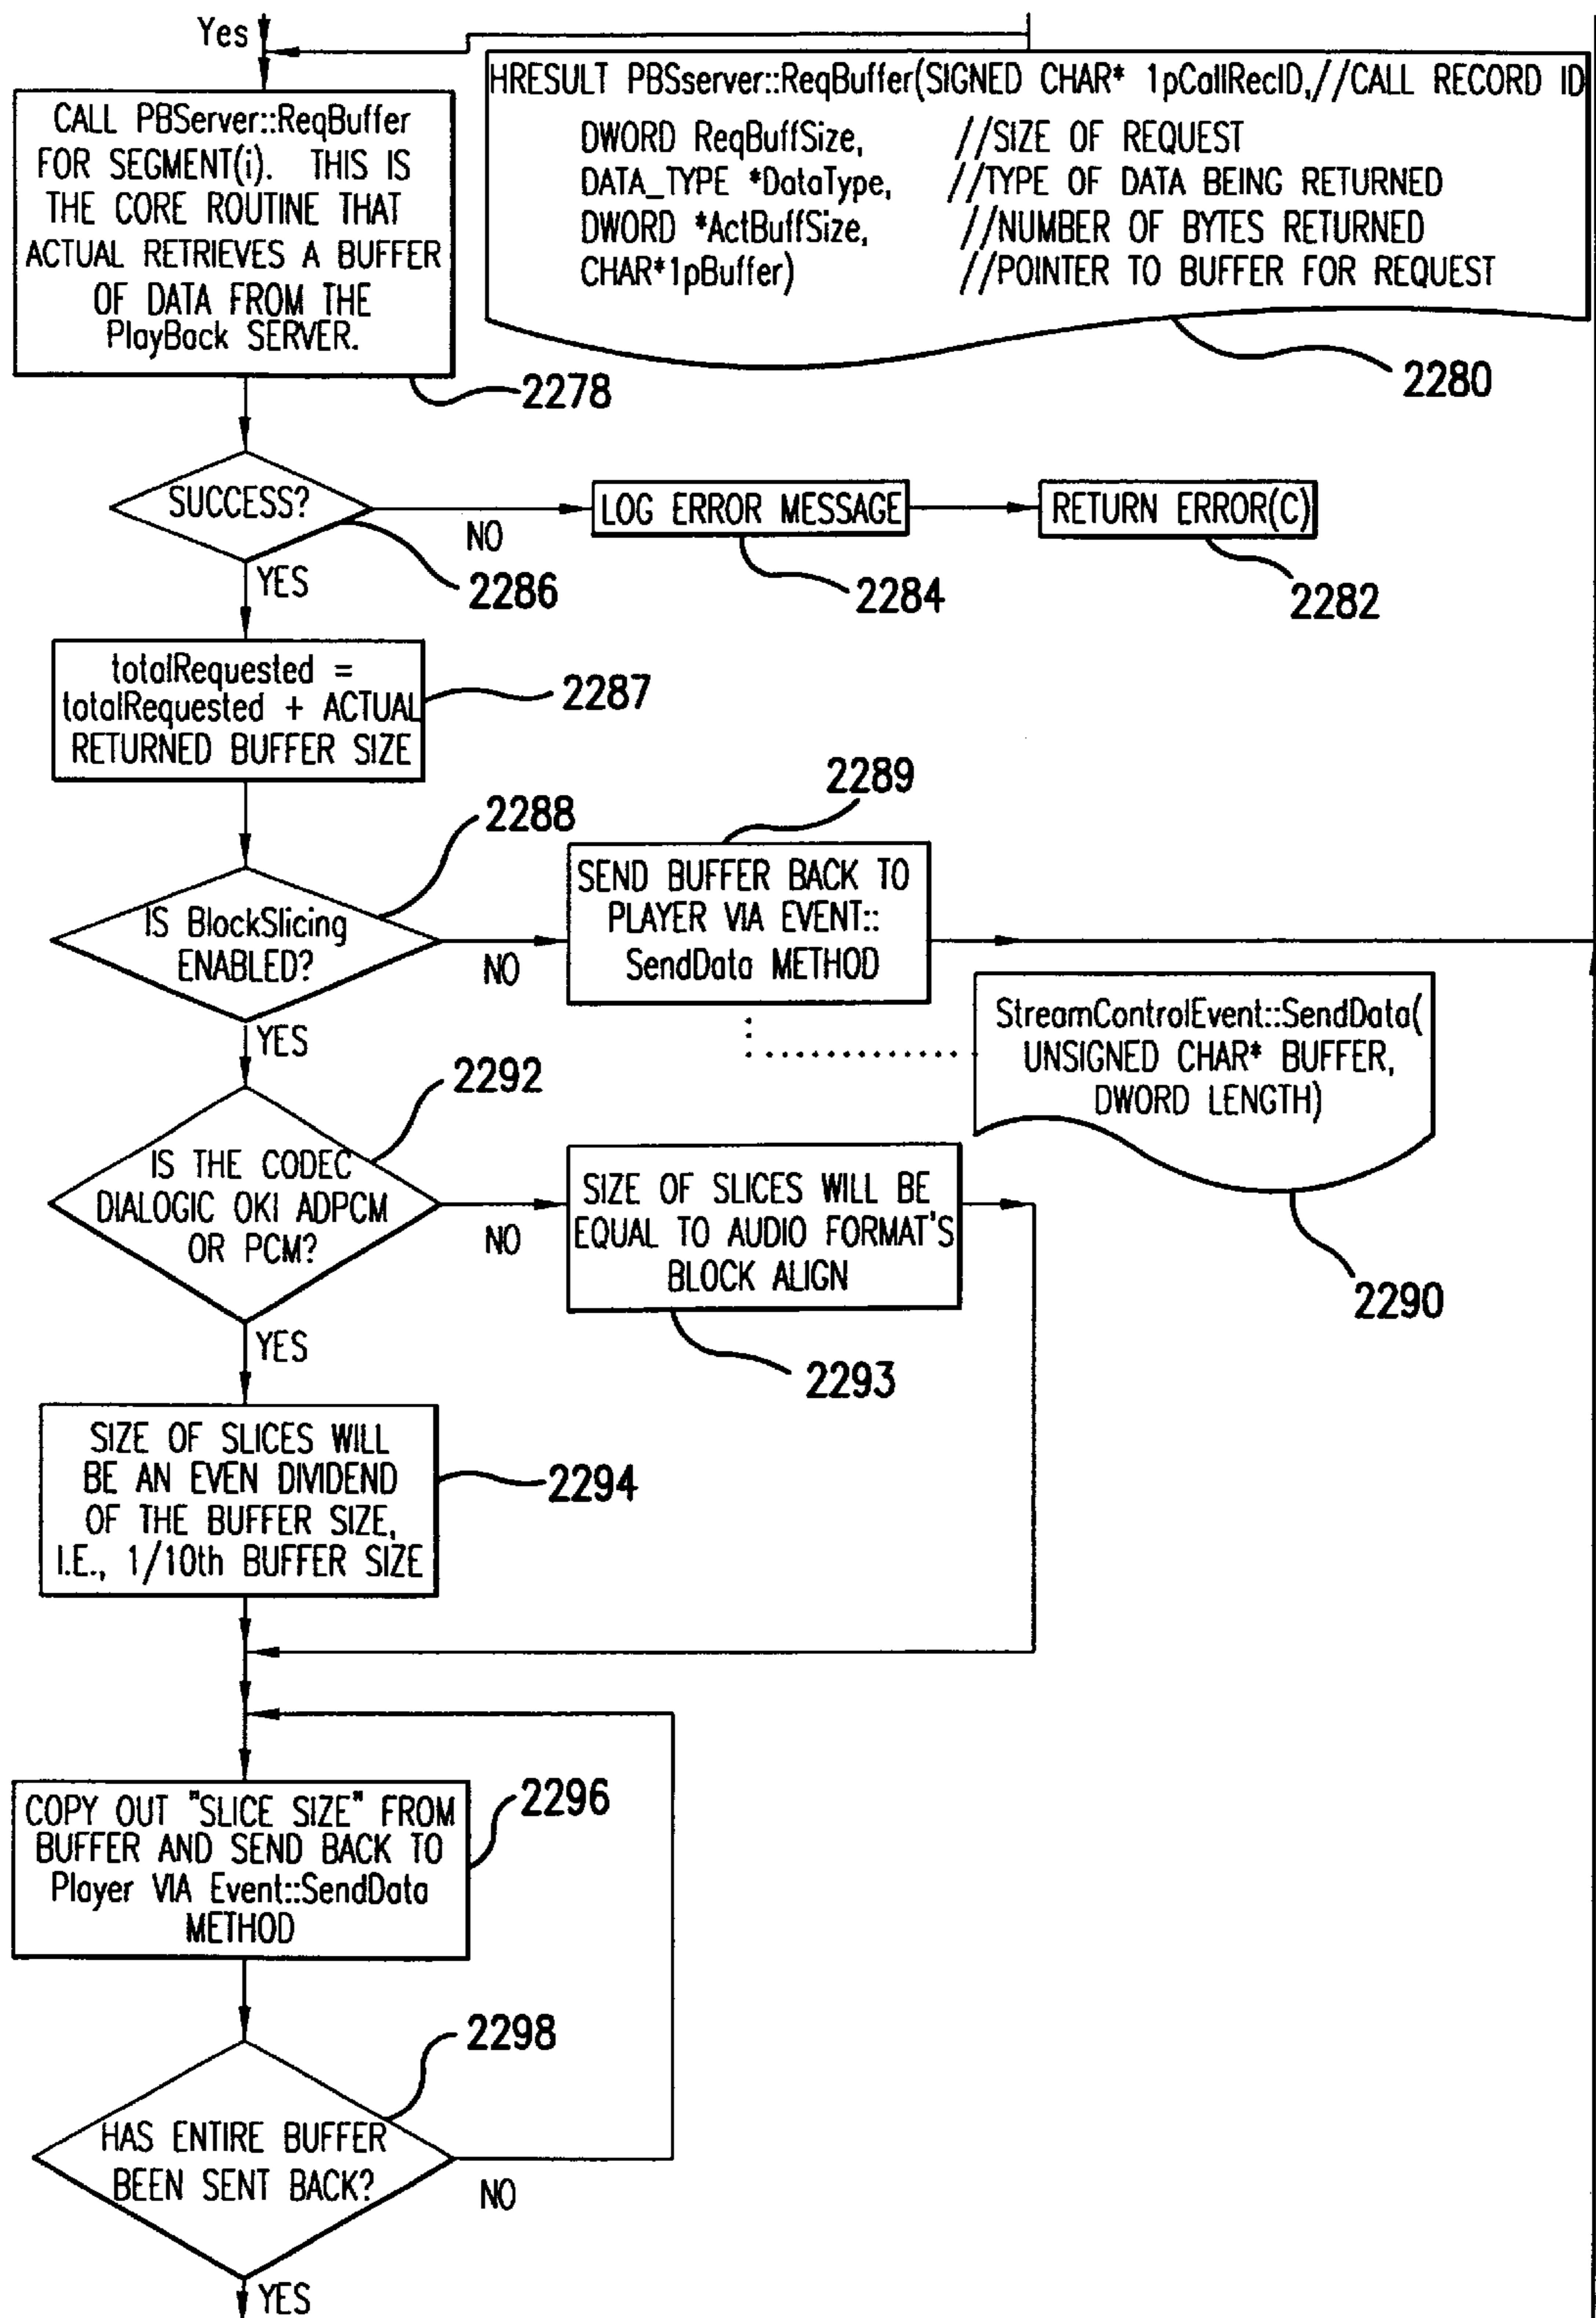 Yes
CALL PBServer::ReqBuffer
FOR SEGMENT(i). THIS IS
THE CORE ROUTINE THAT
ACTUAL RETRIEVES A BUFFER
OF DATA FROM THE
PlayBack SERVER.
2278
HRESULT PBSserver::ReqBuffer(SIGNED CHAR* 1pCallRecID,//CALL RECORD ID
DWORD ReqBuffSize, //SIZE OF REQUEST
DATA_TYPE *DataType, //TYPE OF DATA BEING RETURNED
DWORD *ActBuffSize, //NUMBER OF BYTES RETURNED
CHAR*1pBuffer) //POINTER TO BUFFER FOR REQUEST
2280
SUCCESS?
NO
YES
2286
LOG ERROR MESSAGE
2284
RETURN ERROR(C)
2282
totalRequested =
totalRequested + ACTUAL
RETURNED BUFFER SIZE
2287
2288
IS BlockSlicing
ENABLED?
NO
YES
2289
SEND BUFFER BACK TO
PLAYER VIA EVENT::
SendData METHOD
StreamControlEvent::SendData(
UNSIGNED CHAR* BUFFER,
DWORD LENGTH)
2290
2292
IS THE CODEC
DIALOGIC OKI ADPCM
OR PCM?
NO
YES
SIZE OF SLICES WILL BE
EQUAL TO AUDIO FORMAT'S
BLOCK ALIGN
2293
SIZE OF SLICES WILL
BE AN EVEN DIVIDEND
OF THE BUFFER SIZE,
I.E., 1/10th BUFFER SIZE
2294
COPY OUT "SLICE SIZE" FROM
BUFFER AND SEND BACK TO
Player VIA Event::SendData
METHOD
2296
2298
HAS ENTIRE BUFFER
BEEN SENT BACK?
NO
YES